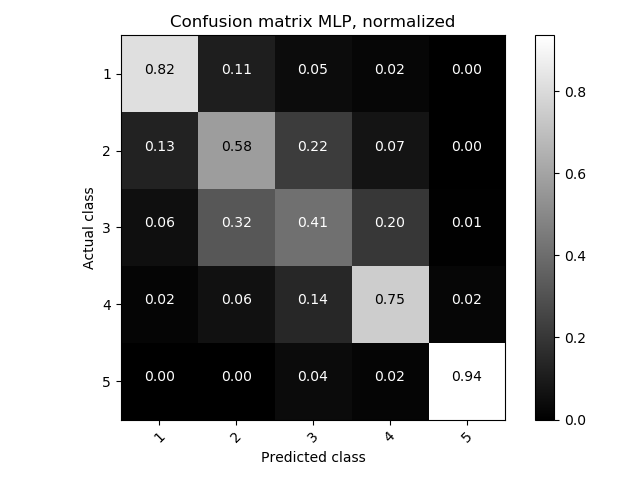 Confusion matrix MLP, normalized
Actual class
1 0.82 0.11 0.05 0.02 0.00
2 0.13 0.58 0.22 0.07 0.00
3 0.06 0.32 0.41 0.20 0.01
4 0.02 0.06 0.14 0.75 0.02
5 0.00 0.00 0.04 0.02 0.94
1 2 3 4 5
Predicted class
0.8
0.6
0.4
0.2
0.0